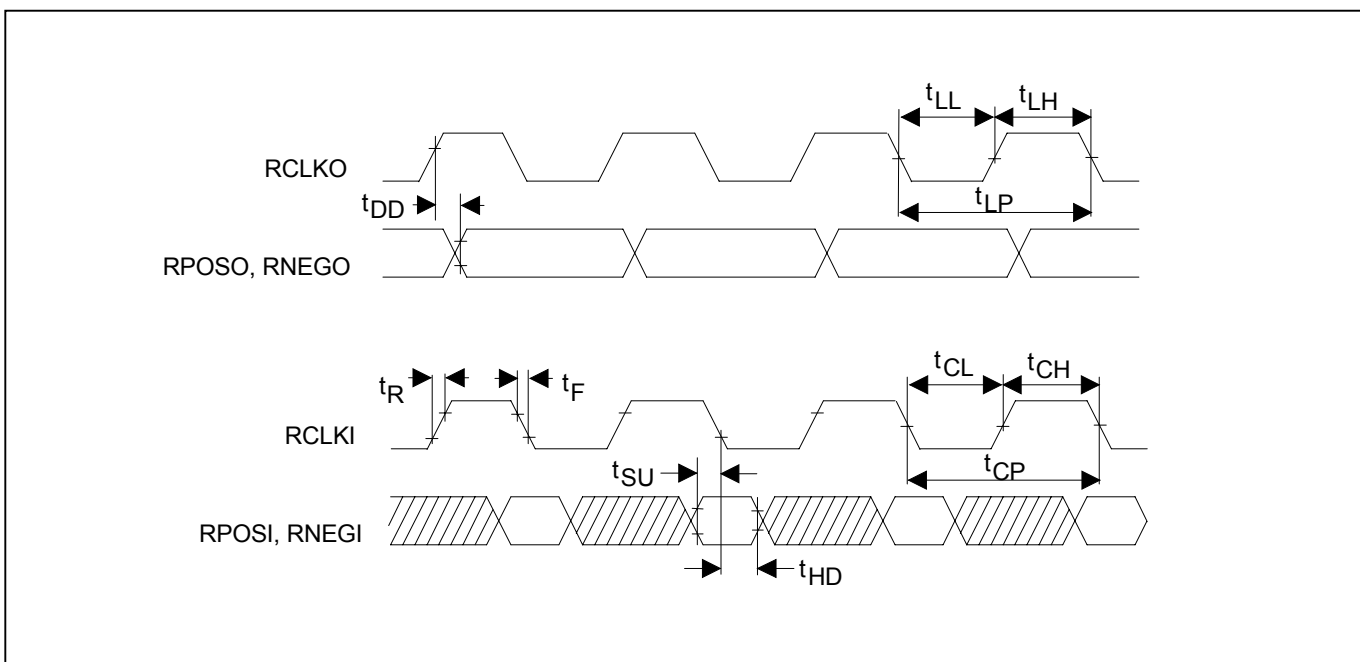 tLL
tLH
RCLKO
tDD
tLP
RPOSO, RNEGO
tCL
tCH
tR
tF
RCLKI
tSU
tCP
RPOSI, RNEGI
tHD